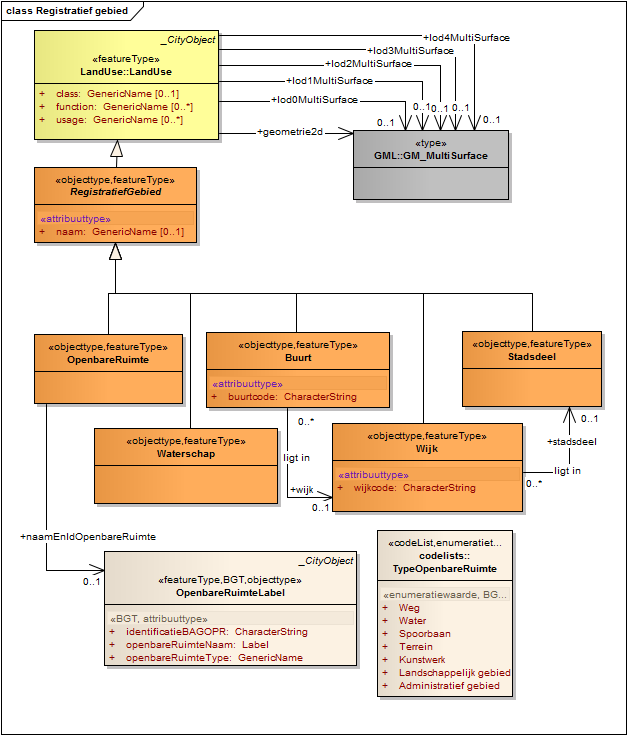 class Registratief gebied
_CityObject
«featureType»
LandUse::LandUse
+ class: GenericName [0..1]
+ function: GenericName [0..*]
+ usage: GenericName [0..*]
+lod4MultiSurface
+lod3MultiSurface
+lod2MultiSurface
+lod1MultiSurface
+lod0MultiSurface
0..1
0..1
0..1
0..1
0..1
+geometrie2d
«type»
GML::GM_MultiSurface
«objecttype,featureType»
RegistratiefGebied
«attribuuttype»
+ naam: GenericName [0..1]
«objecttype,featureType»
OpenbareRuimte
«objecttype,featureType»
Buurt
«attribuuttype»
+ buurtcode: CharacterString
«objecttype,featureType»
Stadsdeel
0..*
0..1
«objecttype,featureType»
Waterschap
«objecttype,featureType»
Wijk
«attribuuttype»
+ wijkcode: CharacterString
+stadsdeel
ligt in
ligt in
0..*
+wijk
0..1
+naamEnIdOpenbareRuimte
0..1
_CityObject
«featureType,BGT,objecttype»
OpenbareRuimteLabel
«BGT, attribuuttype»
+ identificatieBAGOPR: CharacterString
+ openbareRuimteNaam: Label
+ openbareRuimteType: GenericName
«codeList,enumeratiet...
codelists::
TypeOpenbareRuimte
«enumeratiewaarde, BG...
+ Weg
+ Water
+ Spoorbaan
+ Terrein
+ Kunstwerk
+ Landschappelijk gebied
+ Administratief gebied